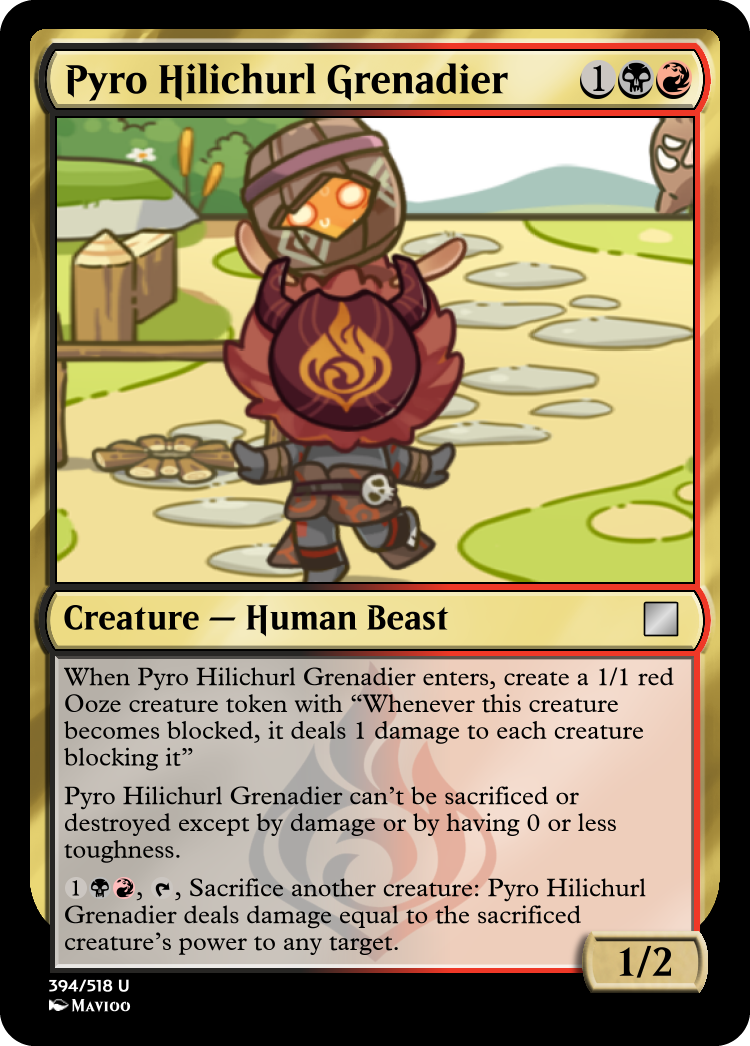 Pyro Hilichurl Grenadier 1
Creature — Human Beast
When Pyro Hilichurl Grenadier enters, create a 1/1 red
Ooze creature token with “Whenever this creature
becomes blocked, it deals 1 damage to each creature
blocking it”
Pyro Hilichurl Grenadier can’t be sacrificed or
destroyed except by damage or by having 0 or less
toughness.
1 , , Sacrifice another creature: Pyro Hilichurl
Grenadier deals damage equal to the sacrificed
creature’s power to any target.
1/2
394/518 U
Mavioo